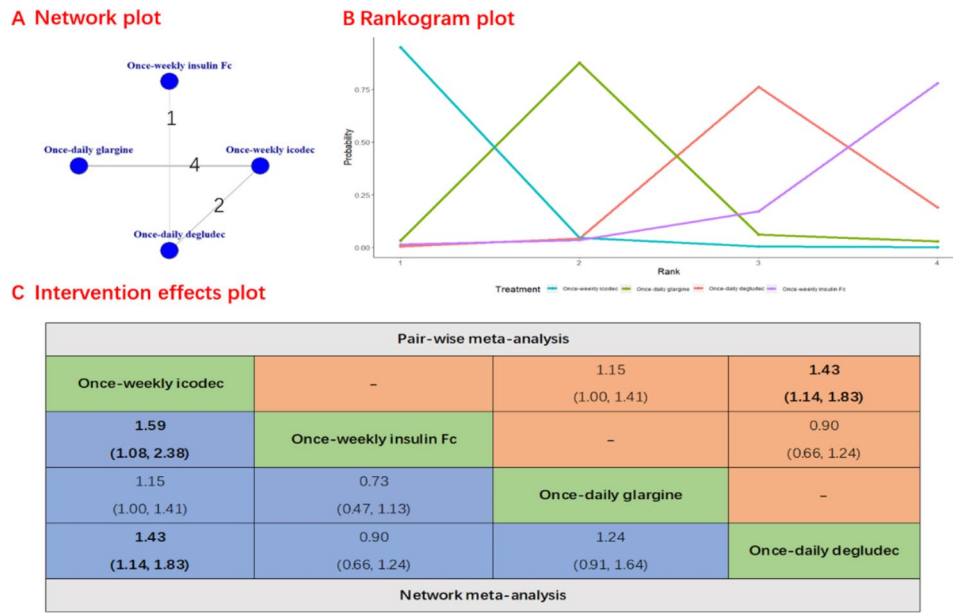 A Network plot
Once-weekly insulin Fc
1
Once-daily glargine
Once-weekly icodec
4
2
Once-daily degludec
B Rankogram plot
0.75
0.50
0.25
0.00
Probability
1 2 3 4
Rank
Treatment Once-weekly icodec Once-daily glargine Once-daily degludec Once-weekly insulin Fc
C Intervention effects plot
Pair-wise meta-analysis
Once-weekly icodec
–
1.15
(1.00, 1.41)
1.43
(1.14, 1.83)
1.59
(1.08, 2.38)
Once-weekly insulin Fc
–
0.90
(0.66, 1.24)
1.15
(1.00, 1.41)
0.73
(0.47, 1.13)
Once-daily glargine
–
1.43
(1.14, 1.83)
0.90
(0.66, 1.24)
1.24
(0.91, 1.64)
Once-daily degludec
Network meta-analysis